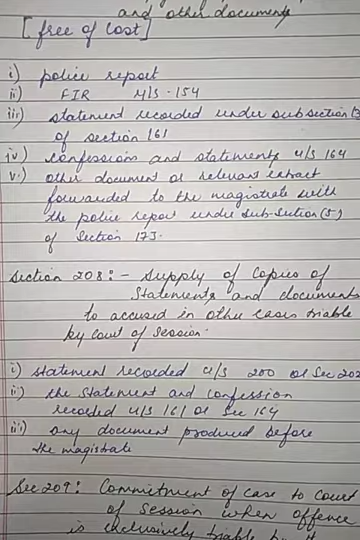 and other documents
[free of cost]
i) police report
ii) FIR u/s - 154
iii) statement recorded under subsection (3)
of section 161
iv) confessions and statements u/s 164
v.) other document or relevant extract
forwarded to the magistrate with
the police report under sub-section (5)
of section 173.
Section 208: - Supply of copies of
Statements and documents
to accused in other cases triable
by court of session.
i) statement recorded u/s 200 or Sec 202
ii) the statement and confession
recorded u/s 161 or Sec 164
iii) any document produced before
the magistrate
Sec 209: Commitment of case to Court
of Session when offence
is exclusively triable by it